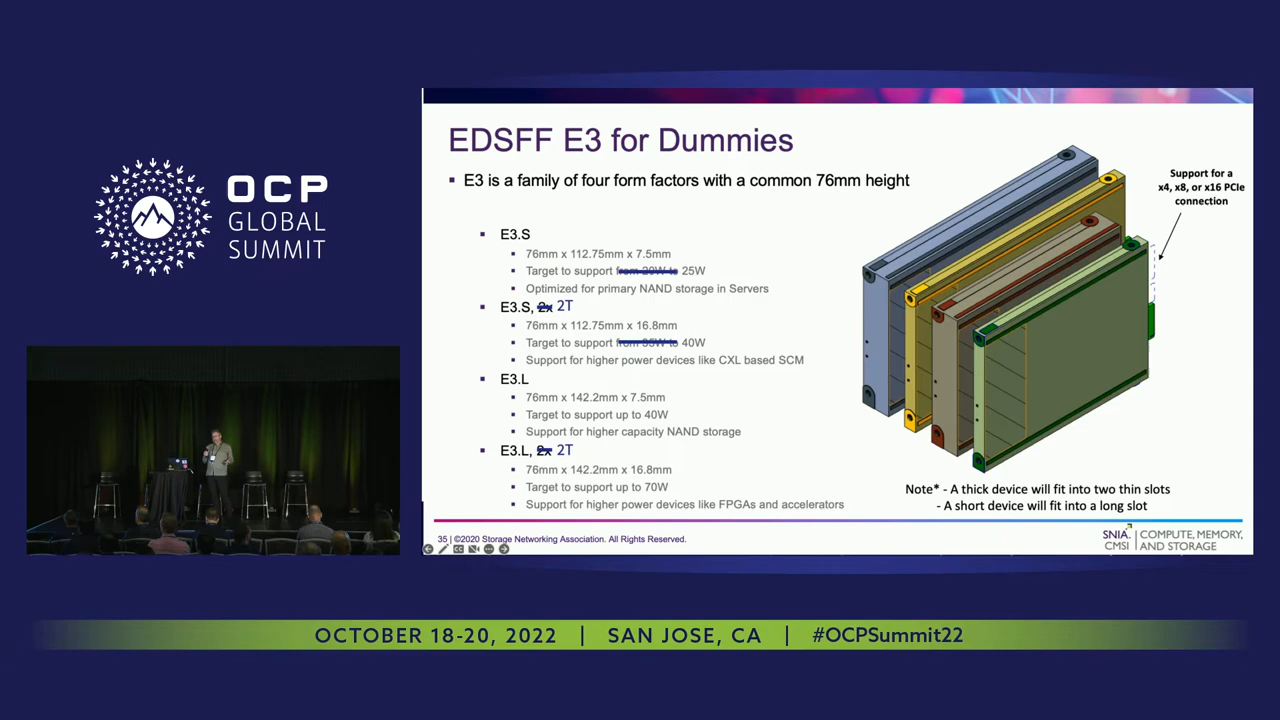 OCP
GLOBAL
SUMMIT
EDSFF E3 for Dummies
▪ E3 is a family of four form factors with a common 76mm height
▪ E3.S
▪ 76mm x 112.75mm x 7.5mm
▪ Target to support from 20W to 25W
▪ Optimized for primary NAND storage in Servers
▪ E3.S, 2x 2T
▪ 76mm x 112.75mm x 16.8mm
▪ Target to support from 35W to 40W
▪ Support for higher power devices like CXL based SCM
▪ E3.L
▪ 76mm x 142.2mm x 7.5mm
▪ Target to support up to 40W
▪ Support for higher capacity NAND storage
▪ E3.L, 2x 2T
▪ 76mm x 142.2mm x 16.8mm
▪ Target to support up to 70W
▪ Support for higher power devices like FPGAs and accelerators
Support for a
x4, x8, or x16 PCIe
connection
Note* - A thick device will fit into two thin slots
- A short device will fit into a long slot
35 | ©2020 Storage Networking Association. All Rights Reserved.
SNIA. | COMPUTE, MEMORY,
CMSI | AND STORAGE
OCTOBER 18-20, 2022 | SAN JOSE, CA | #OCPSummit22